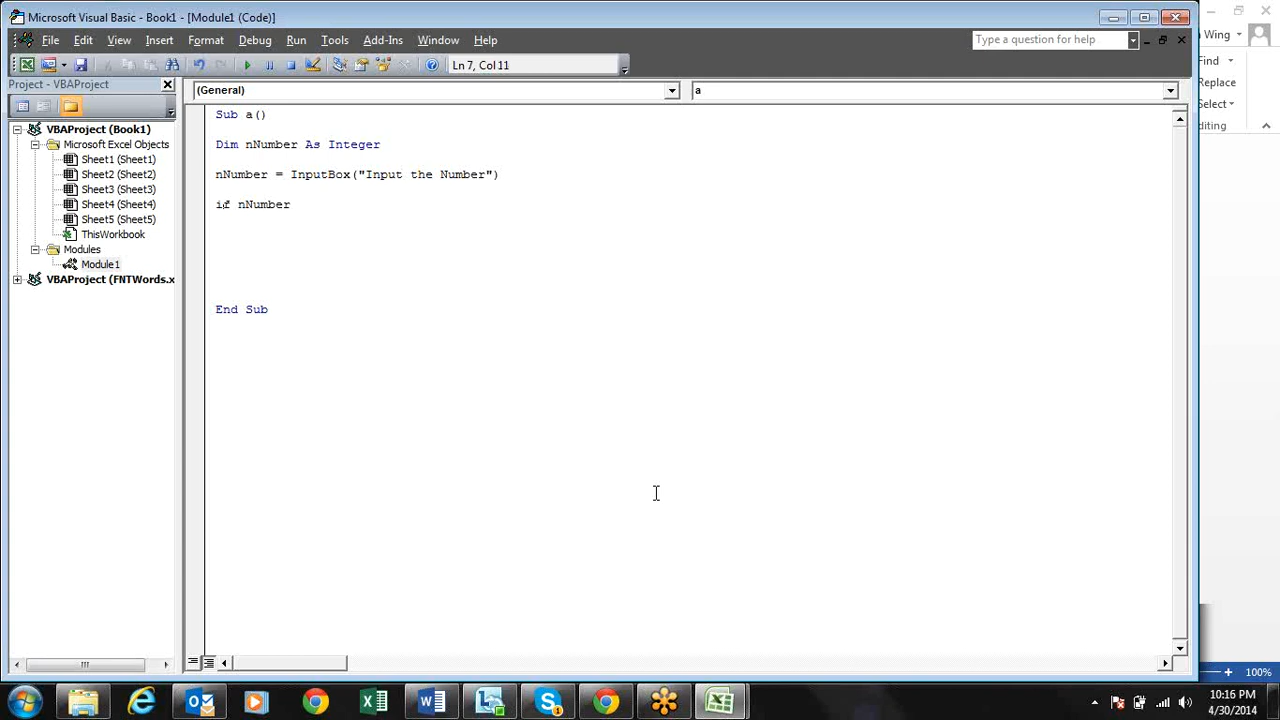 Microsoft Visual Basic - Book1 - [Module1 (Code)]
File Edit View Insert Format Debug Run Tools Add-Ins Window Help
Type a question for help
Wing
Ln 7, Col 11
Find
Project - VBAProject
(General)
a
Replace
Select
diting
VBAProject (Book1)
Microsoft Excel Objects
Sheet1 (Sheet1)
Sheet2 (Sheet2)
Sheet3 (Sheet3)
Sheet4 (Sheet4)
Sheet5 (Sheet5)
ThisWorkbook
Modules
Module1
VBAProject (FNTWords.x
Sub a()
Dim nNumber As Integer
nNumber = InputBox("Input the Number")
if nNumber
End Sub
100%
10:16 PM
4/30/2014